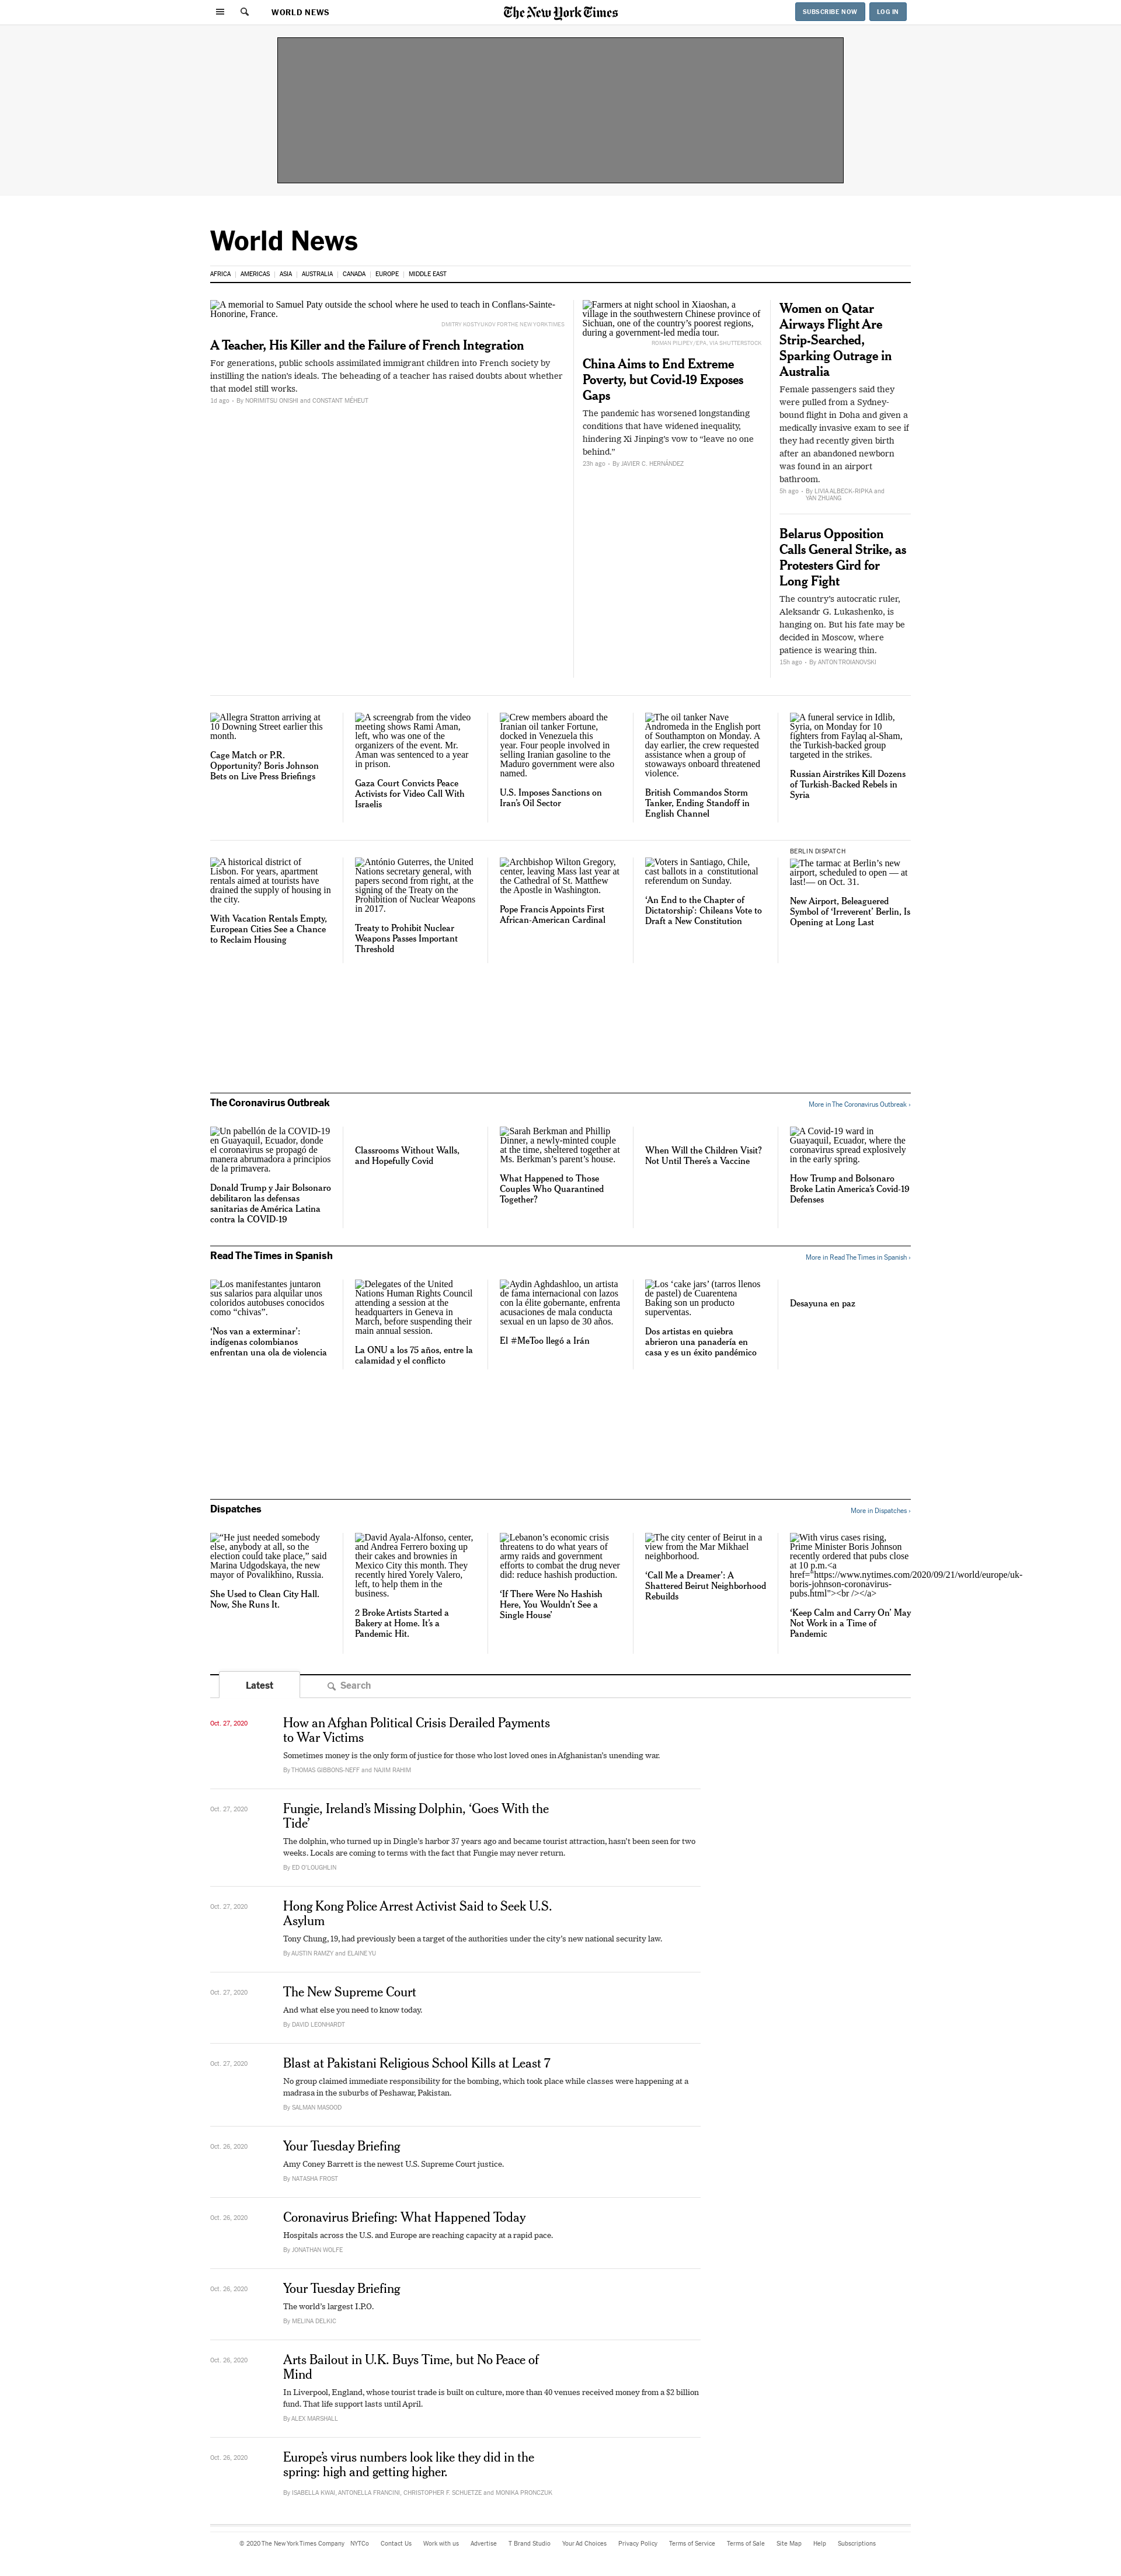 WORLD NEWS
The New York Times
SUBSCRIBE NOW
LOG IN
World News
AFRICA
AMERICAS
ASIA
AUSTRALIA
CANADA
EUROPE
MIDDLE EAST
A memorial to Samuel Paty outside the school where he used to teach in Conflans-Sainte-
Honorine, France.
DMITRY KOSTYUKOV FOR THE NEW YORK TIMES
A Teacher, His Killer and the Failure of French Integration
For generations, public schools assimilated immigrant children into French society by
instilling the nation's ideals. The beheading of a teacher has raised doubts about whether
that model still works.
1d ago • By NORIMITSU ONISHI and CONSTANT MÉHEUT
Farmers at night school in Xiaoshan, a
village in the southwestern Chinese province of
Sichuan, one of the country's poorest regions,
during a government-led media tour.
ROMAN PILIPEY/EPA, VIA SHUTTERSTOCK
China Aims to End Extreme
Poverty, but Covid-19 Exposes
Gaps
The pandemic has worsened longstanding
conditions that have widened inequality,
hindering Xi Jinping's vow to “leave no one
behind.”
23h ago • By JAVIER C. HERNÁNDEZ
Women on Qatar
Airways Flight Are
Strip-Searched,
Sparking Outrage in
Australia
Female passengers said they
were pulled from a Sydney-
bound flight in Doha and given a
medically invasive exam to see if
they had recently given birth
after an abandoned newborn
was found in an airport
bathroom.
5h ago • By LIVIA ALBECK-RIPKA and
YAN ZHUANG
Belarus Opposition
Calls General Strike, as
Protesters Gird for
Long Fight
The country's autocratic ruler,
Aleksandr G. Lukashenko, is
hanging on. But his fate may be
decided in Moscow, where
patience is wearing thin.
15h ago • By ANTON TROIANOVSKI
Allegra Stratton arriving at
10 Downing Street earlier this
month.
Cage Match or P.R.
Opportunity? Boris Johnson
Bets on Live Press Briefings
A screengrab from the video
meeting shows Rami Aman,
left, who was one of the
organizers of the event. Mr.
Aman was sentenced to a year
in prison.
Gaza Court Convicts Peace
Activists for Video Call With
Israelis
Crew members aboard the
Iranian oil tanker Fortune,
docked in Venezuela this
year. Four people involved in
selling Iranian gasoline to the
Maduro government were also
named.
U.S. Imposes Sanctions on
Iran's Oil Sector
The oil tanker Nave
Andromeda in the English port
of Southampton on Monday. A
day earlier, the crew requested
assistance when a group of
stowaways onboard threatened
violence.
British Commandos Storm
Tanker, Ending Standoff in
English Channel
A funeral service in Idlib,
Syria, on Monday for 10
fighters from Faylaq al-Sham,
the Turkish-backed group
targeted in the strikes.
Russian Airstrikes Kill Dozens
of Turkish-Backed Rebels in
Syria
A historical district of
Lisbon. For years, apartment
rentals aimed at tourists have
drained the supply of housing in
the city.
With Vacation Rentals Empty,
European Cities See a Chance
to Reclaim Housing
António Guterres, the United
Nations secretary general, with
papers second from right, at the
signing of the Treaty on the
Prohibition of Nuclear Weapons
in 2017.
Treaty to Prohibit Nuclear
Weapons Passes Important
Threshold
Archbishop Wilton Gregory,
center, leaving Mass last year at
the Cathedral of St. Matthew
the Apostle in Washington.
Pope Francis Appoints First
African-American Cardinal
Voters in Santiago, Chile,
cast ballots in a constitutional
referendum on Sunday.
‘An End to the Chapter of
Dictatorship’: Chileans Vote to
Draft a New Constitution
BERLIN DISPATCH
The tarmac at Berlin's new
airport, scheduled to open — at
last!— on Oct. 31.
New Airport, Beleaguered
Symbol of ‘Irreverent’ Berlin, Is
Opening at Long Last
The Coronavirus Outbreak
More in The Coronavirus Outbreak ›
Un pabellón de la COVID-19
en Guayaquil, Ecuador, donde
el coronavirus se propagó de
manera abrumadora a principios
de la primavera.
Donald Trump y Jair Bolsonaro
debilitaron las defensas
sanitarias de América Latina
contra la COVID-19
Classrooms Without Walls,
and Hopefully Covid
Sarah Berkman and Phillip
Dinner, a newly-minted couple
at the time, sheltered together at
Ms. Berkman's parent's house.
What Happened to Those
Couples Who Quarantined
Together?
When Will the Children Visit?
Not Until There's a Vaccine
A Covid-19 ward in
Guayaquil, Ecuador, where the
coronavirus spread explosively
in the early spring.
How Trump and Bolsonaro
Broke Latin America's Covid-19
Defenses
Read The Times in Spanish
More in Read The Times in Spanish ›
Los manifestantes juntaron
sus salarios para alquilar unos
coloridos autobuses conocidos
como “chivas”.
‘Nos van a exterminar’:
indígenas colombianos
enfrentan una ola de violencia
Delegates of the United
Nations Human Rights Council
attending a session at the
headquarters in Geneva in
March, before suspending their
main annual session.
La ONU a los 75 años, entre la
calamidad y el conflicto
Aydin Aghdashloo, un artista
de fama internacional con lazos
con la élite gobernante, enfrenta
acusaciones de mala conducta
sexual en un lapso de 30 años.
El #MeToo llegó a Irán
Los ‘cake jars’ (tarros llenos
de pastel) de Cuarentena
Baking son un producto
superventas.
Dos artistas en quiebra
abrieron una panadería en
casa y es un éxito pandémico
Desayuna en paz
Dispatches
More in Dispatches ›
“He just needed somebody
else, anybody at all, so the
election could take place,” said
Marina Udgodskaya, the new
mayor of Povalikhino, Russia.
She Used to Clean City Hall.
Now, She Runs It.
David Ayala-Alfonso, center,
and Andrea Ferrero boxing up
their cakes and brownies in
Mexico City this month. They
recently hired Yorely Valero,
left, to help them in the
business.
2 Broke Artists Started a
Bakery at Home. It's a
Pandemic Hit.
Lebanon's economic crisis
threatens to do what years of
army raids and government
efforts to combat the drug never
did: reduce hashish production.
‘If There Were No Hashish
Here, You Wouldn't See a
Single House’
The city center of Beirut in a
view from the Mar Mikhael
neighborhood.
‘Call Me a Dreamer’: A
Shattered Beirut Neighborhood
Rebuilds
With virus cases rising,
Prime Minister Boris Johnson
recently ordered that pubs close
at 10 p.m.<a
href="https://www.nytimes.com/2020/09/21/world/europe/uk-
boris-johnson-coronavirus-
pubs.html"><br /></a>
‘Keep Calm and Carry On’ May
Not Work in a Time of
Pandemic
Latest
Search
Oct. 27, 2020
How an Afghan Political Crisis Derailed Payments
to War Victims
Sometimes money is the only form of justice for those who lost loved ones in Afghanistan's unending war.
By THOMAS GIBBONS-NEFF and NAJIM RAHIM
Oct. 27, 2020
Fungie, Ireland's Missing Dolphin, ‘Goes With the
Tide’
The dolphin, who turned up in Dingle's harbor 37 years ago and became tourist attraction, hasn't been seen for two
weeks. Locals are coming to terms with the fact that Fungie may never return.
By ED O'LOUGHLIN
Oct. 27, 2020
Hong Kong Police Arrest Activist Said to Seek U.S.
Asylum
Tony Chung, 19, had previously been a target of the authorities under the city's new national security law.
By AUSTIN RAMZY and ELAINE YU
Oct. 27, 2020
The New Supreme Court
And what else you need to know today.
By DAVID LEONHARDT
Oct. 27, 2020
Blast at Pakistani Religious School Kills at Least 7
No group claimed immediate responsibility for the bombing, which took place while classes were happening at a
madrasa in the suburbs of Peshawar, Pakistan.
By SALMAN MASOOD
Oct. 26, 2020
Your Tuesday Briefing
Amy Coney Barrett is the newest U.S. Supreme Court justice.
By NATASHA FROST
Oct. 26, 2020
Coronavirus Briefing: What Happened Today
Hospitals across the U.S. and Europe are reaching capacity at a rapid pace.
By JONATHAN WOLFE
Oct. 26, 2020
Your Tuesday Briefing
The world's largest I.P.O.
By MELINA DELKIC
Oct. 26, 2020
Arts Bailout in U.K. Buys Time, but No Peace of
Mind
In Liverpool, England, whose tourist trade is built on culture, more than 40 venues received money from a $2 billion
fund. That life support lasts until April.
By ALEX MARSHALL
Oct. 26, 2020
Europe's virus numbers look like they did in the
spring: high and getting higher.
By ISABELLA KWAI, ANTONELLA FRANCINI, CHRISTOPHER F. SCHUETZE and MONIKA PRONCZUK
© 2020 The New York Times Company
NYTCo
Contact Us
Work with us
Advertise
T Brand Studio
Your Ad Choices
Privacy Policy
Terms of Service
Terms of Sale
Site Map
Help
Subscriptions